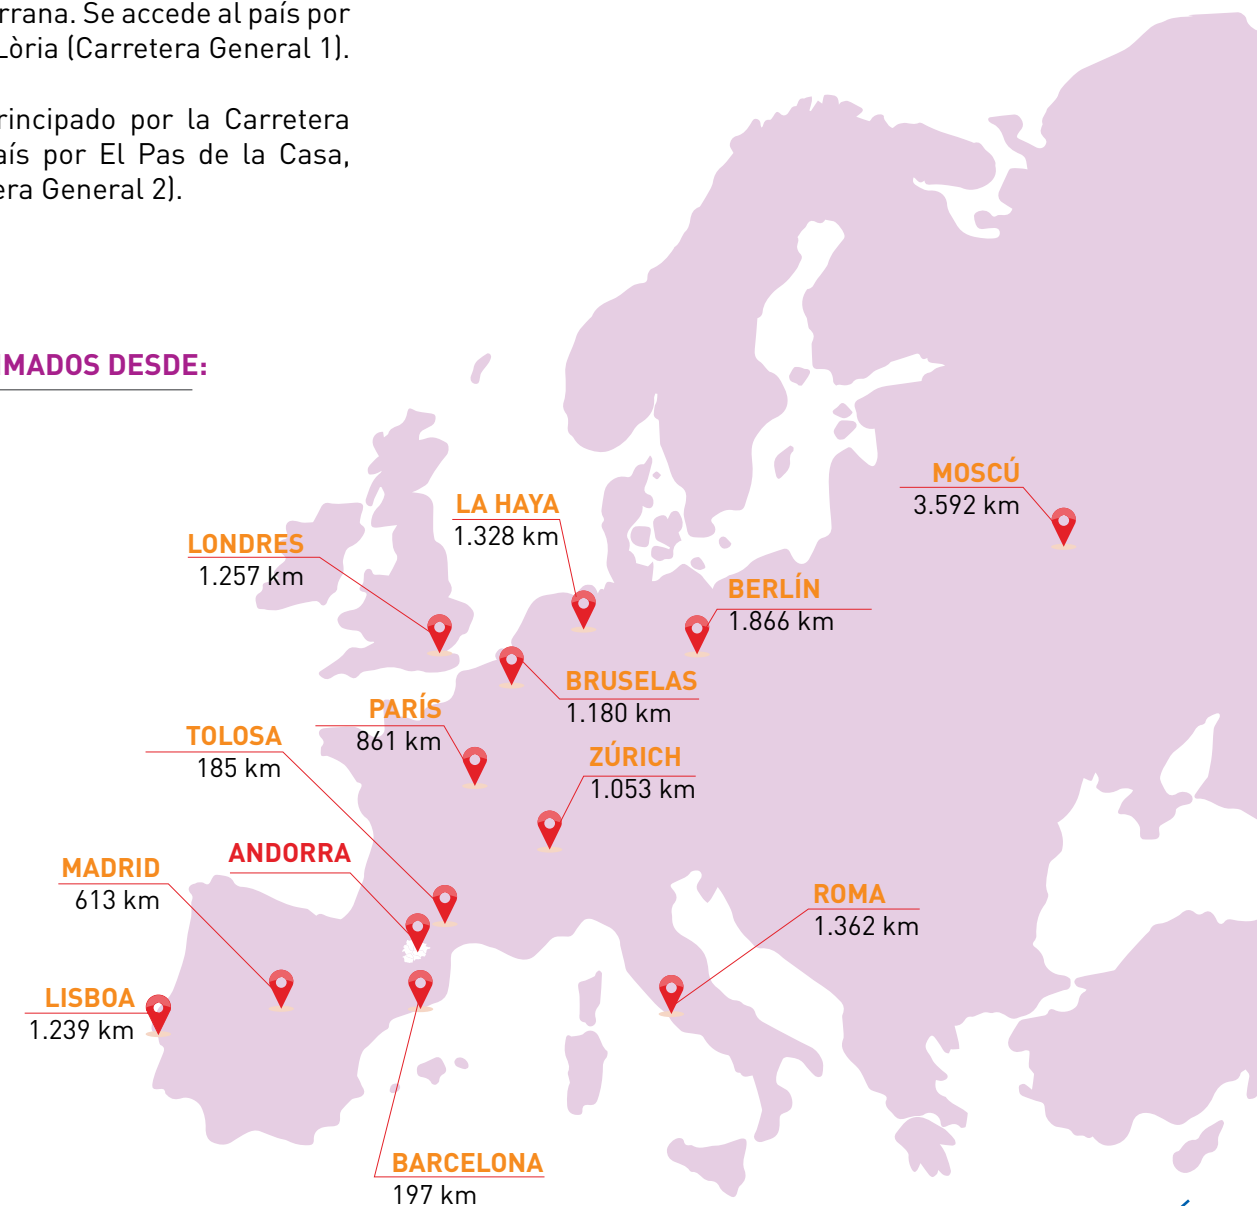 errana. Se accede al país por
Lòria (Carretera General 1).
rincipado por la Carretera
aís por El Pas de la Casa,
era General 2).
IMADOS DESDE:
MOSCÚ
3.592 km
LA HAYA
1.328 km
LONDRES
1.257 km
BERLÍN
1.866 km
BRUSELAS
1.180 km
PARÍS
861 km
TOLOSA
185 km
ZÚRICH
1.053 km
ANDORRA
MADRID
613 km
ROMA
1.362 km
LISBOA
1.239 km
BARCELONA
197 km